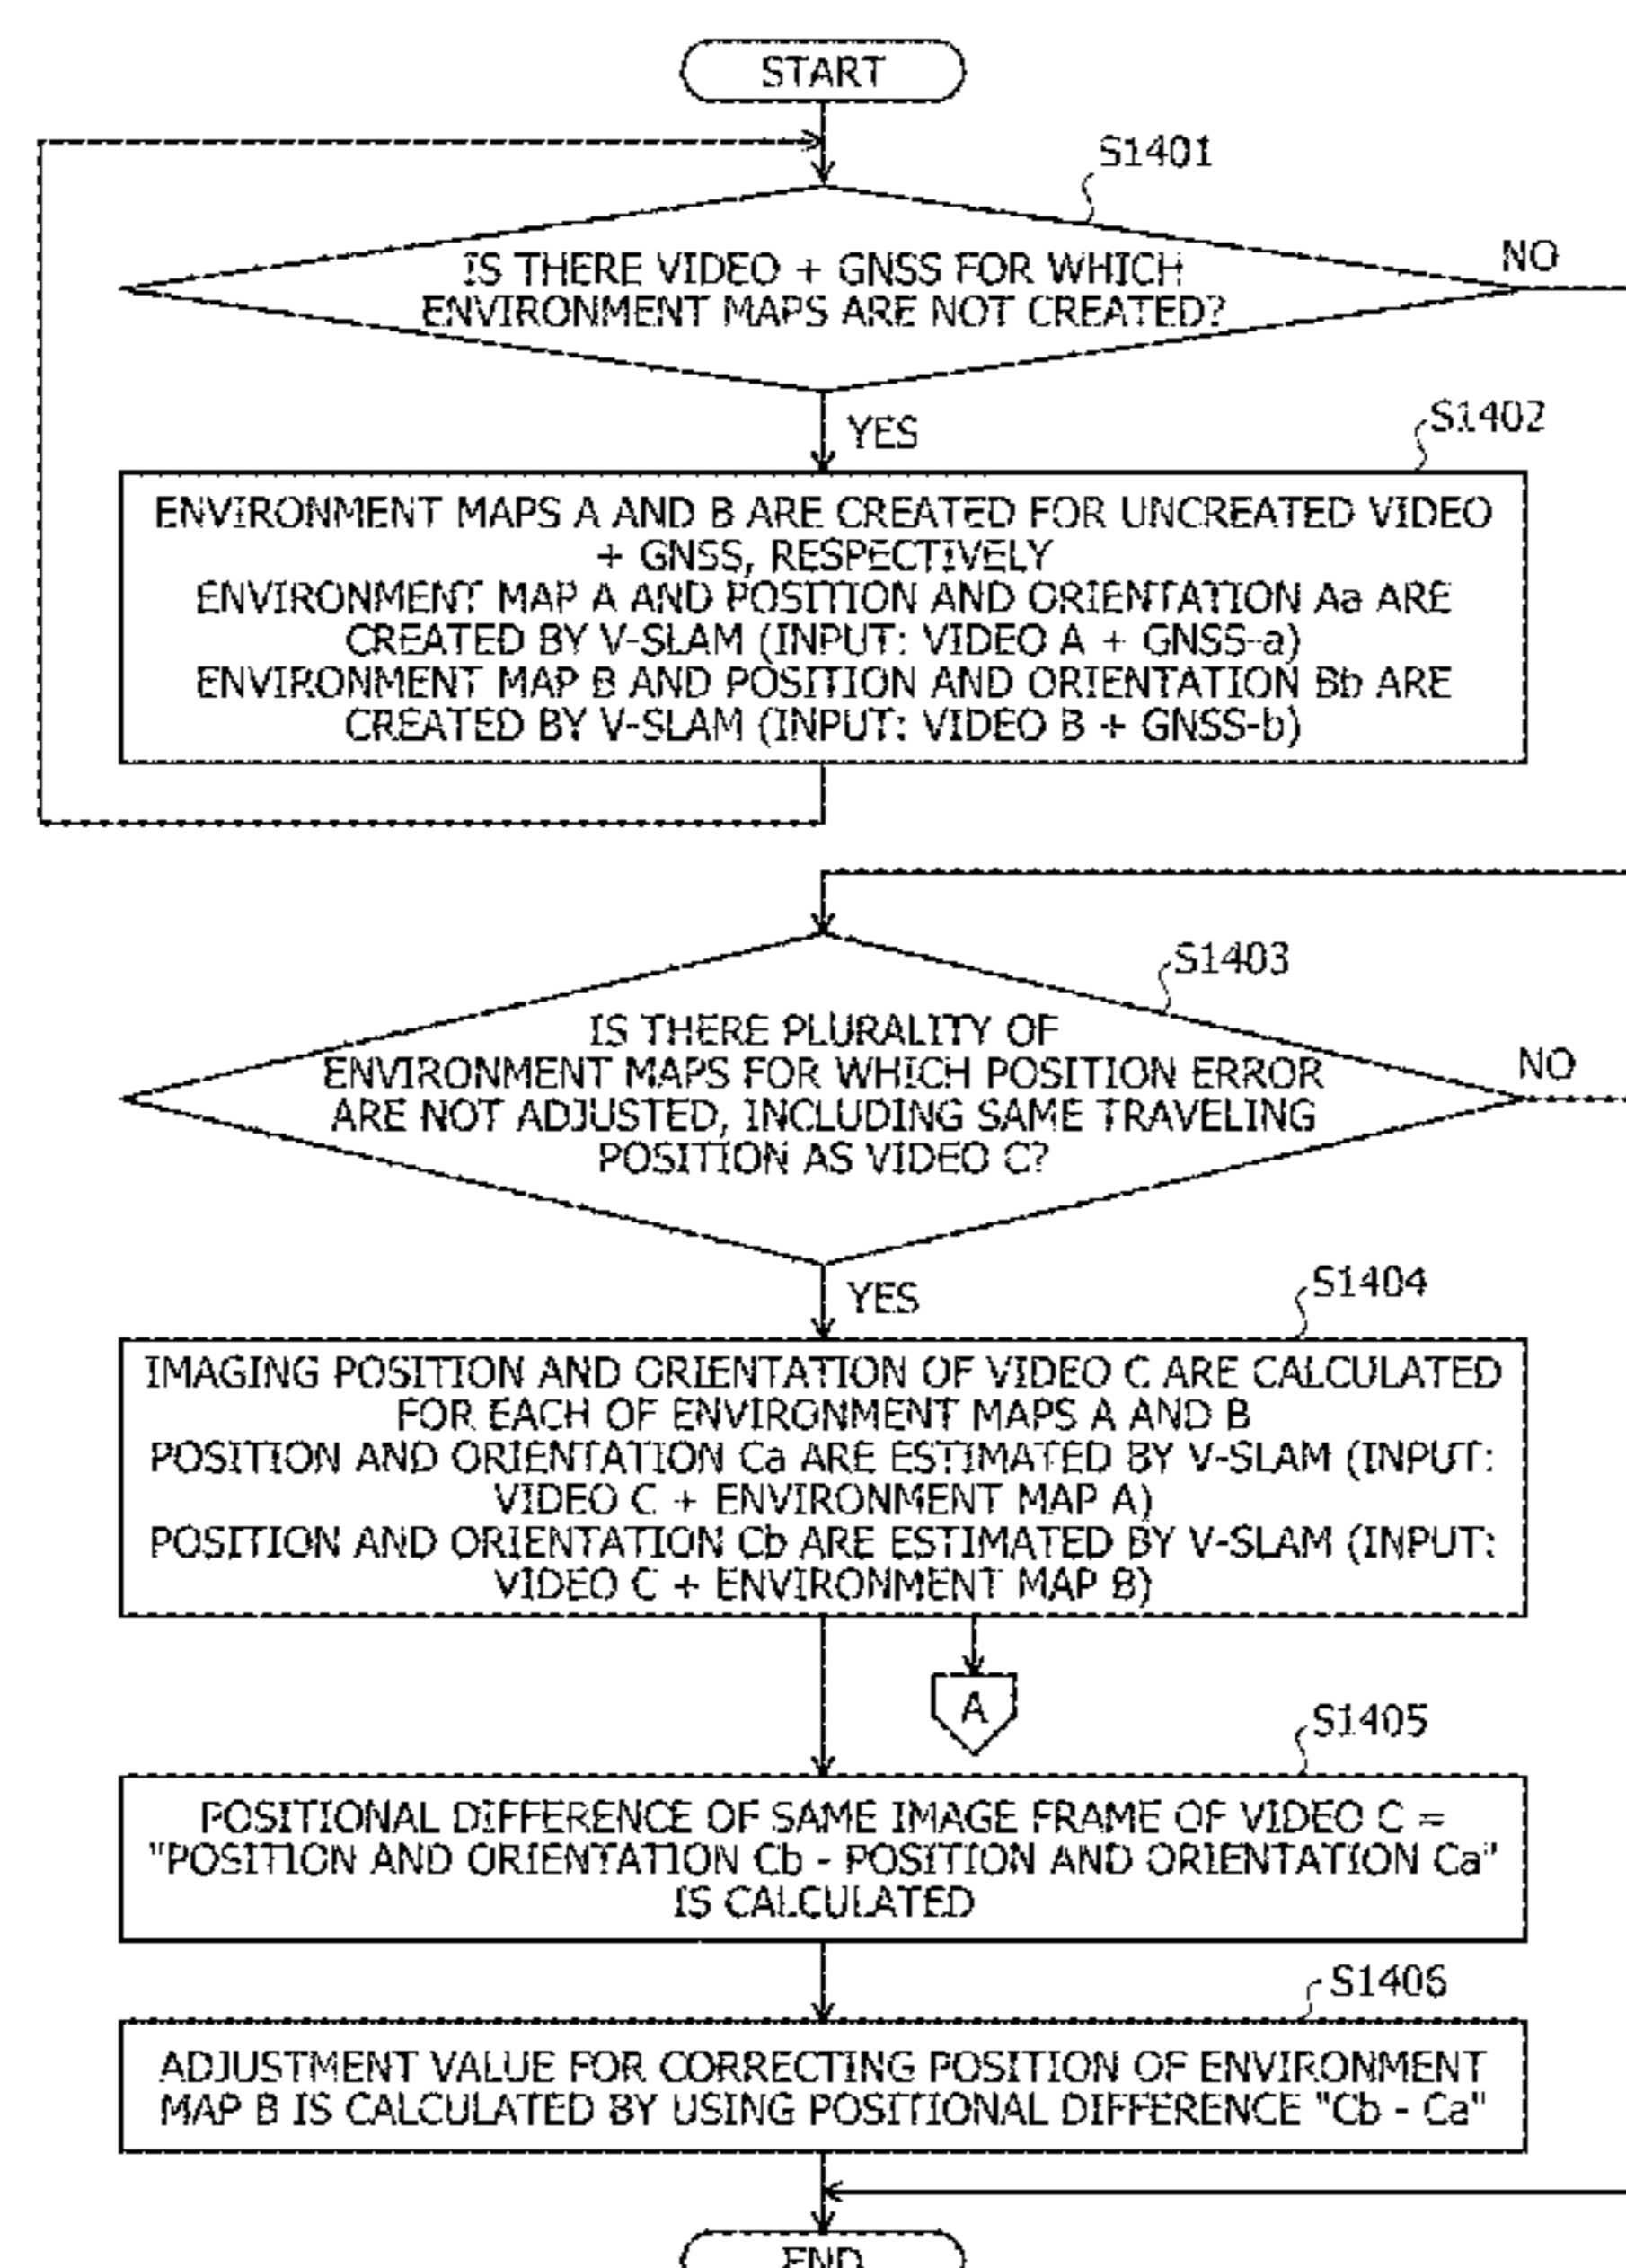 START
S1401
IS THERE VIDEO + GNSS FOR WHICH
ENVIRONMENT MAPS ARE NOT CREATED?
NO
YES
S1402
ENVIRONMENT MAPS A AND B ARE CREATED FOR UNCREATED VIDEO
+ GNSS, RESPECTIVELY
ENVIRONMENT MAP A AND POSITION AND ORIENTATION Aa ARE
CREATED BY V-SLAM (INPUT: VIDEO A + GNSS-a)
ENVIRONMENT MAP B AND POSITION AND ORIENTATION Bb ARE
CREATED BY V-SLAM (INPUT: VIDEO B + GNSS-b)
S1403
IS THERE PLURALITY OF
ENVIRONMENT MAPS FOR WHICH POSITION ERROR
ARE NOT ADJUSTED, INCLUDING SAME TRAVELING
POSITION AS VIDEO C?
NO
YES
S1404
IMAGING POSITION AND ORIENTATION OF VIDEO C ARE CALCULATED
FOR EACH OF ENVIRONMENT MAPS A AND B
POSITION AND ORIENTATION Ca ARE ESTIMATED BY V-SLAM (INPUT:
VIDEO C + ENVIRONMENT MAP A)
POSITION AND ORIENTATION Cb ARE ESTIMATED BY V-SLAM (INPUT:
VIDEO C + ENVIRONMENT MAP B)
A
S1405
POSITIONAL DIFFERENCE OF SAME IMAGE FRAME OF VIDEO C =
"POSITION AND ORIENTATION Cb - POSITION AND ORIENTATION Ca"
IS CALCULATED
S1406
ADJUSTMENT VALUE FOR CORRECTING POSITION OF ENVIRONMENT
MAP B IS CALCULATED BY USING POSITIONAL DIFFERENCE "Cb - Ca"
END